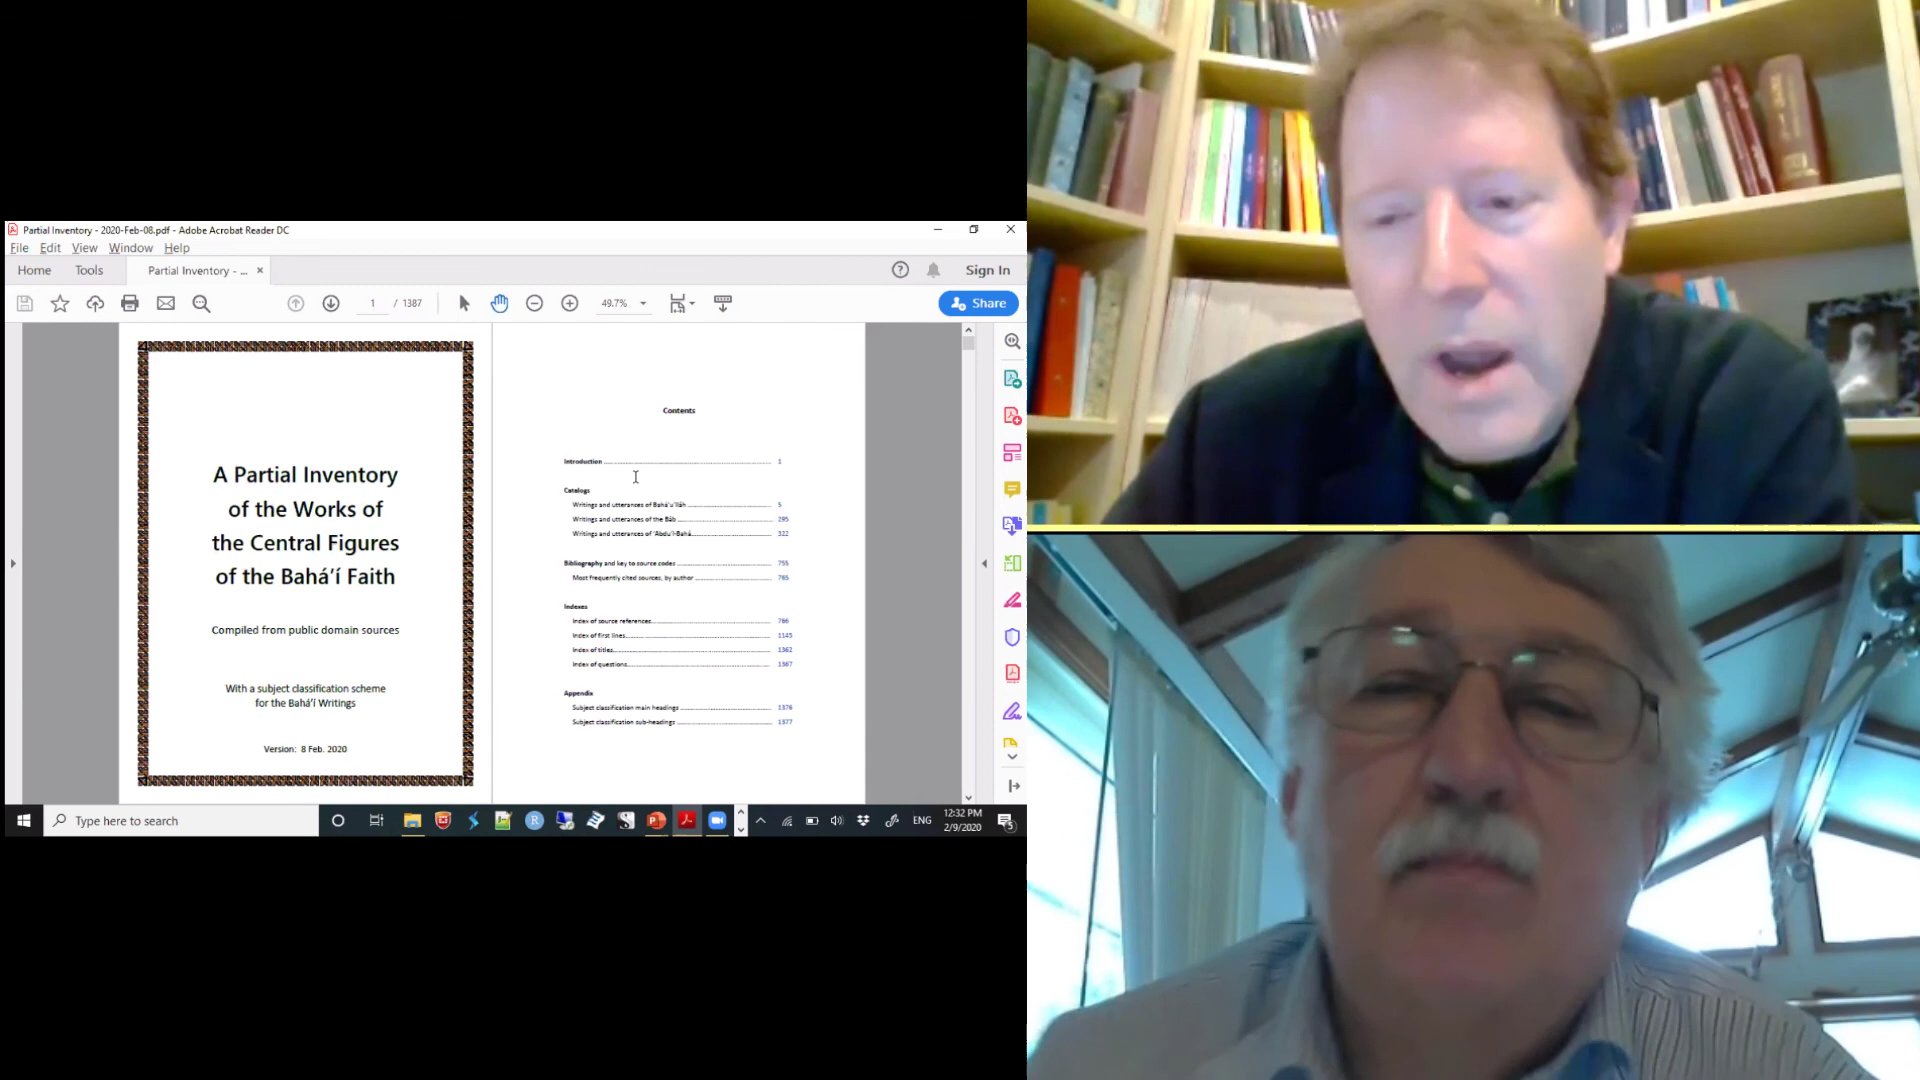 Partial Inventory - 2020-Feb-08.pdf - Adobe Acrobat Reader DC
File Edit View Window Help
Home Tools Partial Inventory - ... × Sign In
1 / 1387 49.7% Share
A Partial Inventory
of the Works of
the Central Figures
of the Bahá’í Faith
Compiled from public domain sources
With a subject classification scheme
for the Bahá’í Writings
Version: 8 Feb. 2020
Contents
Introduction 1
Catalogs
Writings and utterances of Bahá’u’lláh 5
Writings and utterances of the Báb 295
Writings and utterances of ‘Abdu’l-Bahá 322
Bibliography and key to source codes 755
Most frequently cited sources, by author 765
Indexes
Index of source references 766
Index of first lines 1145
Index of titles 1362
Index of questions 1367
Appendix
Subject classification main headings 1376
Subject classification sub-headings 1377
Type here to search
ENG
12:32 PM
2/9/2020
5